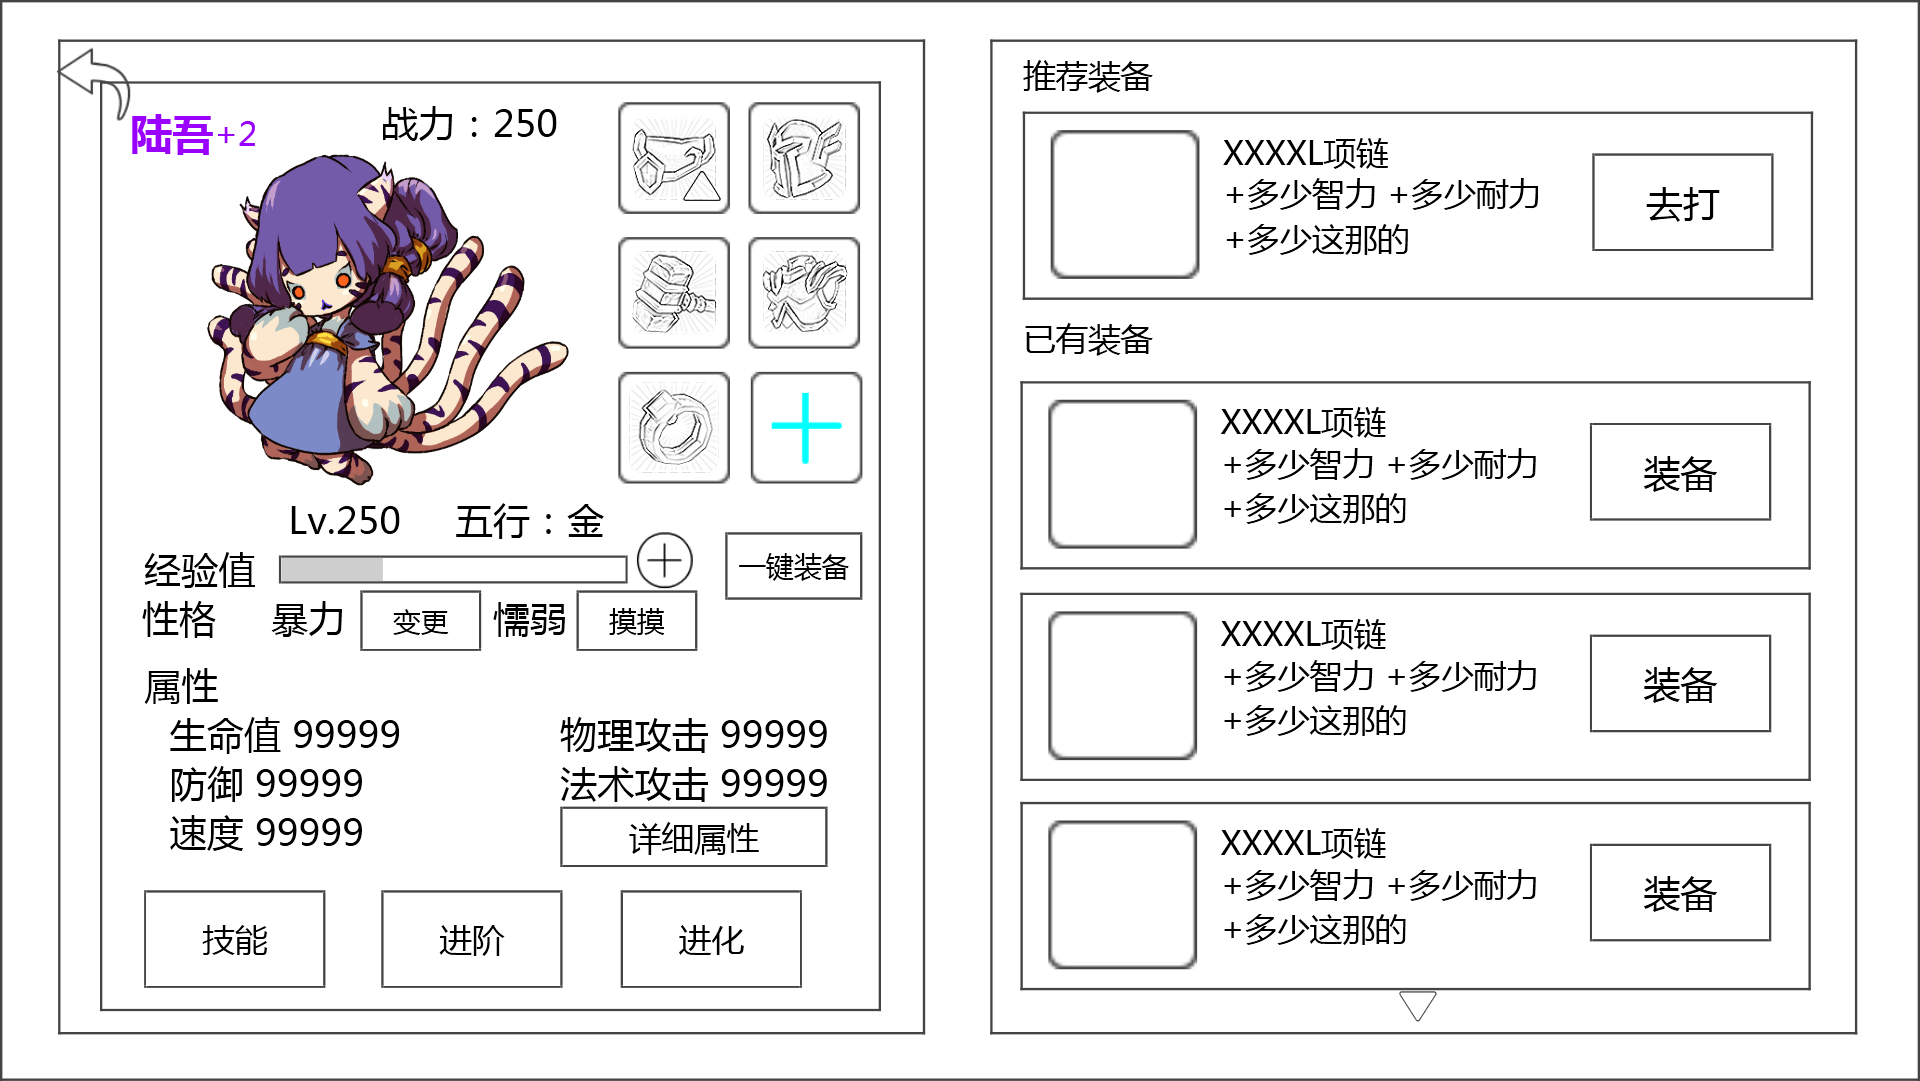 陆吾+2
战力：250
Lv.250 五行：金
经验值
一键装备
性格 暴力 变更 懦弱 摸摸
属性
生命值 99999 物理攻击 99999
防御 99999 法术攻击 99999
速度 99999
详细属性
技能 进阶 进化
推荐装备
XXXXL项链
+多少智力 +多少耐力
+多少这那的
去打
已有装备
XXXXL项链
+多少智力 +多少耐力
+多少这那的
装备
XXXXL项链
+多少智力 +多少耐力
+多少这那的
装备
XXXXL项链
+多少智力 +多少耐力
+多少这那的
装备